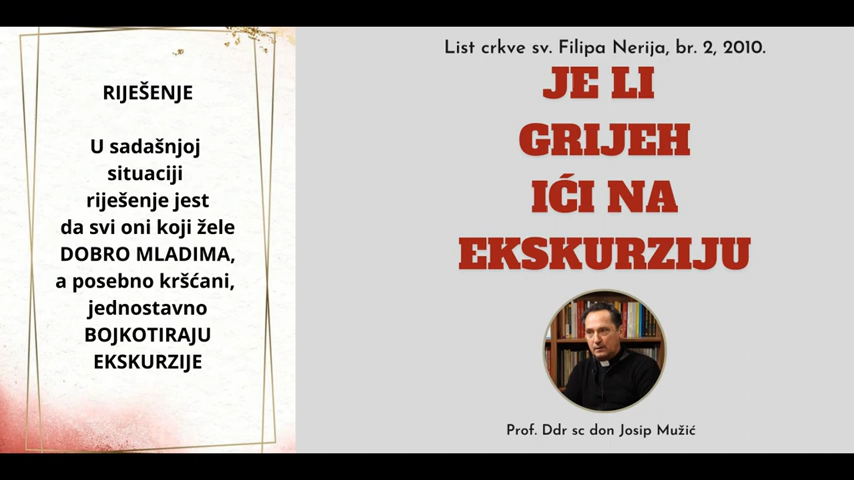 RIJEŠENJE
U sadašnjoj
situaciji
riješenje jest
da svi oni koji žele
DOBRO MLADIMA,
a posebno kršćani,
jednostavno
BOJKOTIRAJU
EKSKURZIJE
List crkve sv. Filipa Nerija, br. 2, 2010.
JE LI
GRIJEH
IĆI NA
EKSKURZIJU
Prof. Ddr sc don Josip Mužić